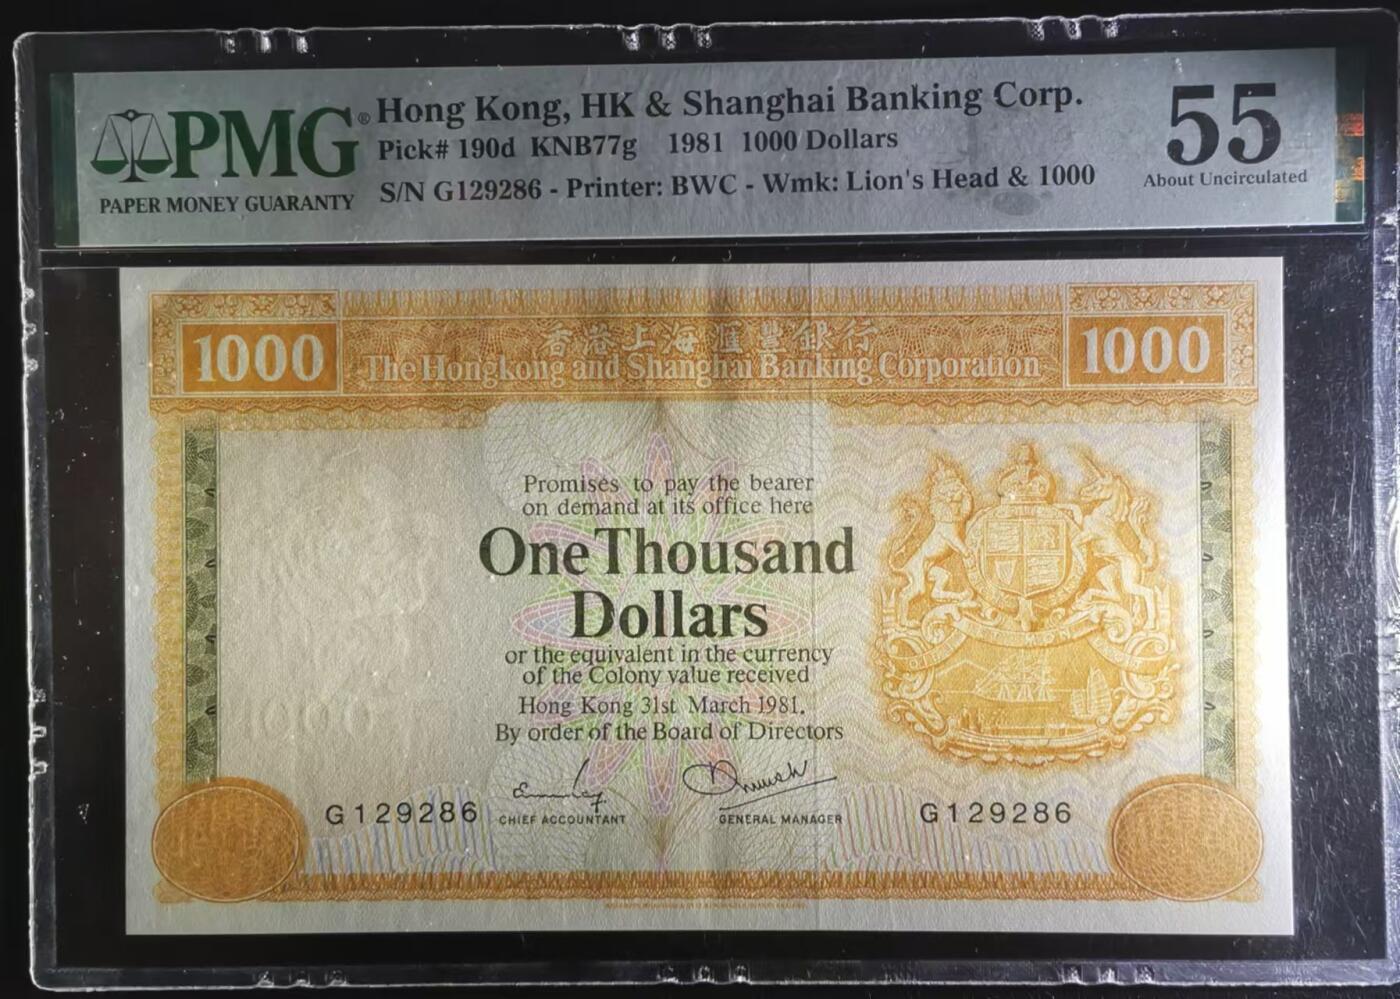 PMG®
PAPER MONEY GUARANTY
Hong Kong, HK & Shanghai Banking Corp.
Pick# 190d KNB77g 1981 1000 Dollars
S/N G129286 - Printer: BWC - Wmk: Lion's Head & 1000
55
About Uncirculated
香港上海滙豐銀行
1000 The Hongkong and Shanghai Banking Corporation 1000
Promises to pay the bearer
on demand at its office here
One Thousand
Dollars
or the equivalent in the currency
of the Colony value received
Hong Kong 31st March 1981.
By order of the Board of Directors
1000
G129286 CHIEF ACCOUNTANT GENERAL MANAGER G129286